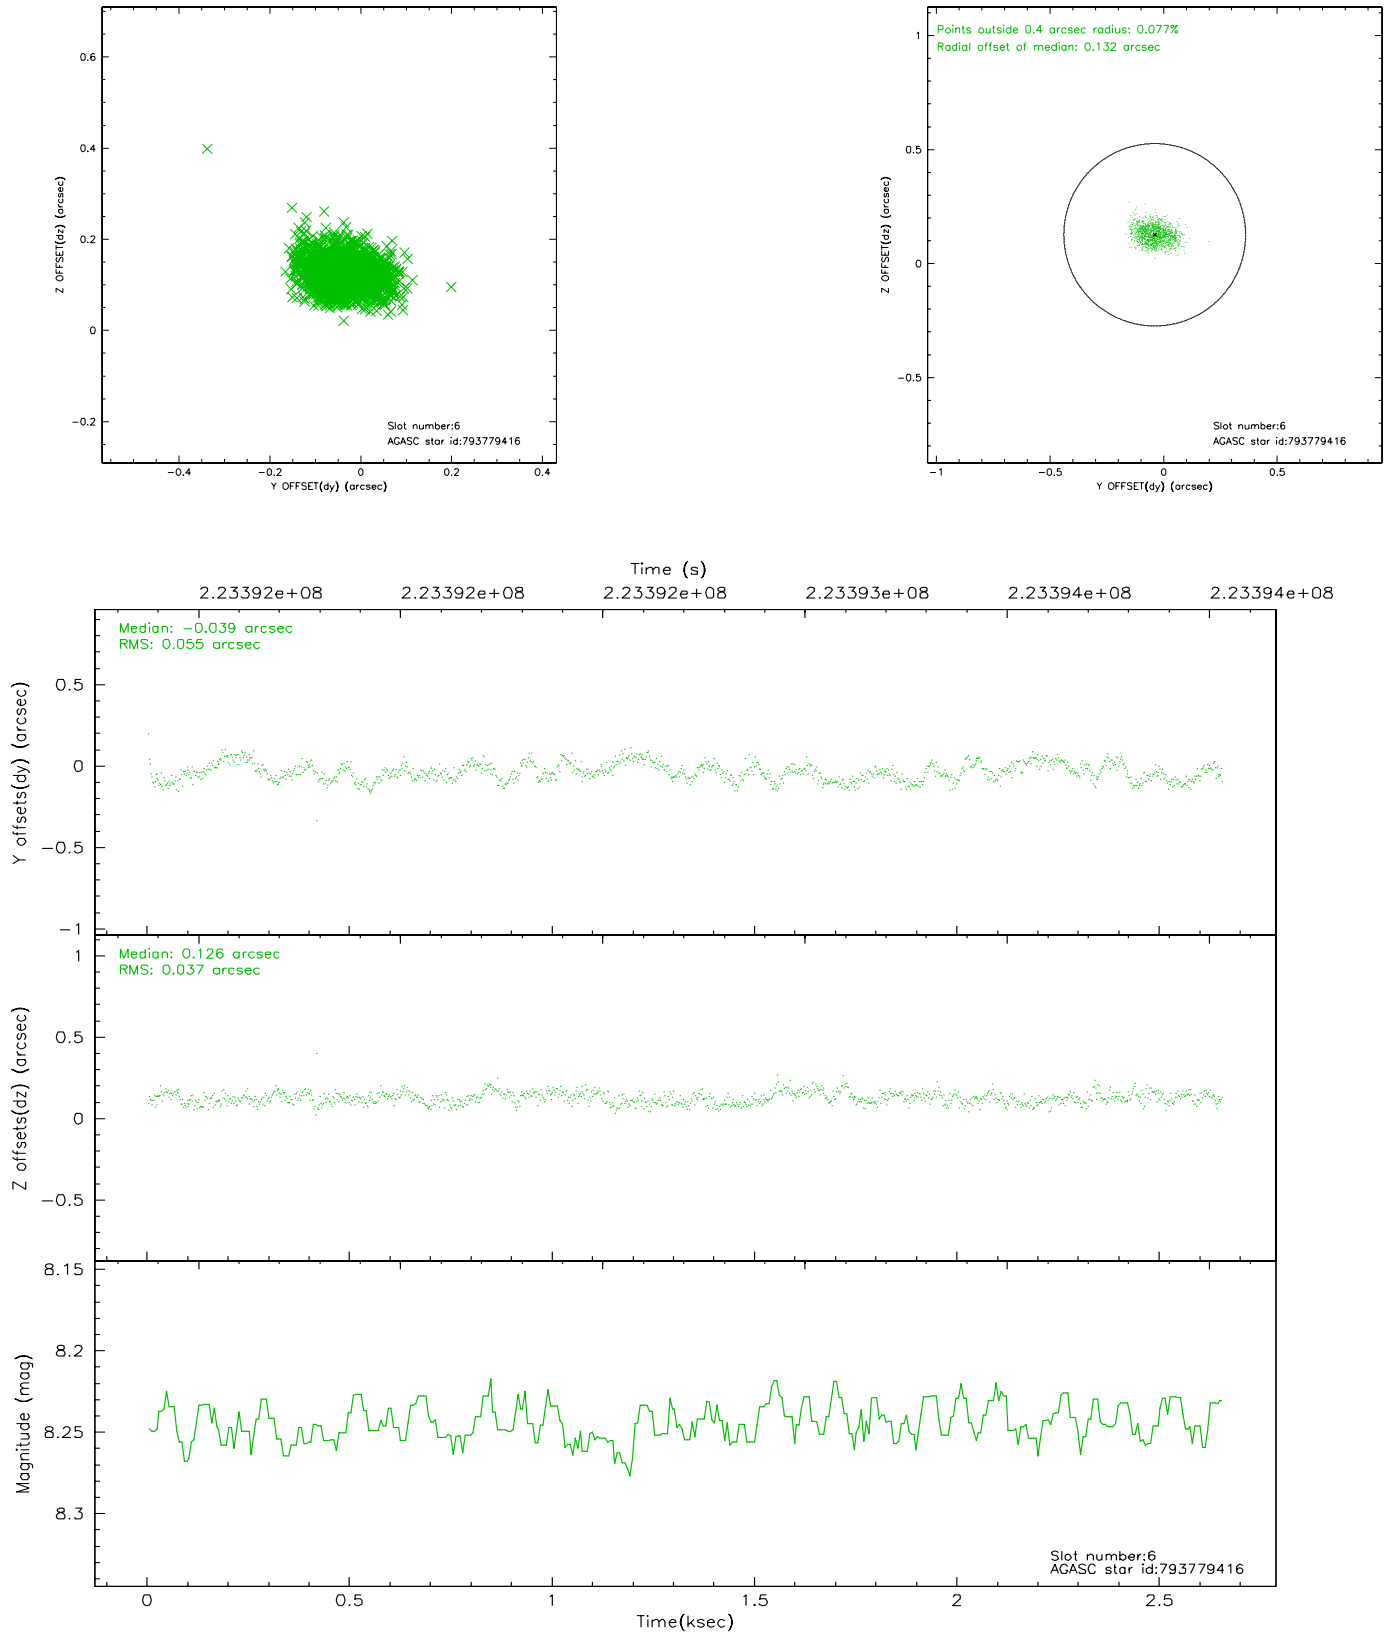 0.6
0.4
0.2
0
−0.2
Z OFFSET(dz) (arcsec)
Slot number:6
AGASC star id:793779416
−0.4 −0.2 0 0.2 0.4
Y OFFSET(dy) (arcsec)
Points outside 0.4 arcsec radius: 0.077%
Radial offset of median: 0.132 arcsec
1
0.5
0
−0.5
Z OFFSET(dz) (arcsec)
Slot number:6
AGASC star id:793779416
−1 −0.5 0 0.5
Y OFFSET(dy) (arcsec)
Time (s)
2.23392e+08 2.23392e+08 2.23392e+08 2.23393e+08 2.23394e+08 2.23394e+08
Median: −0.039 arcsec
RMS: 0.055 arcsec
0.5
0
−0.5
−1
Y offsets(dy) (arcsec)
Median: 0.126 arcsec
RMS: 0.037 arcsec
1
0.5
0
−0.5
Z offsets(dz) (arcsec)
8.15
8.2
8.25
8.3
Magnitude (mag)
Slot number:6
AGASC star id:793779416
0 0.5 1 1.5 2 2.5
Time(ksec)